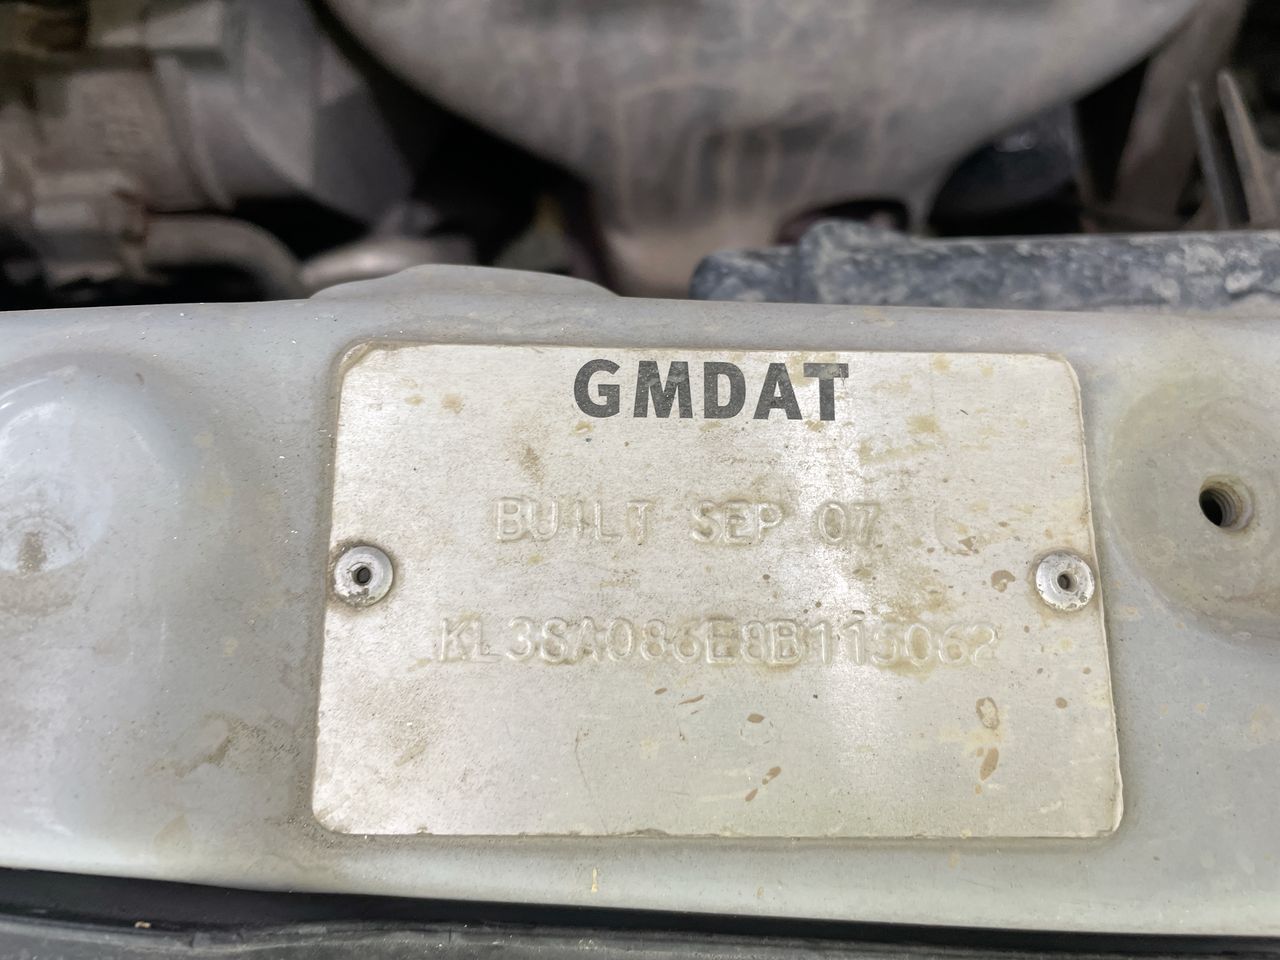 GMDAT
BUILT SEP 07
KL3SA086E8B115062